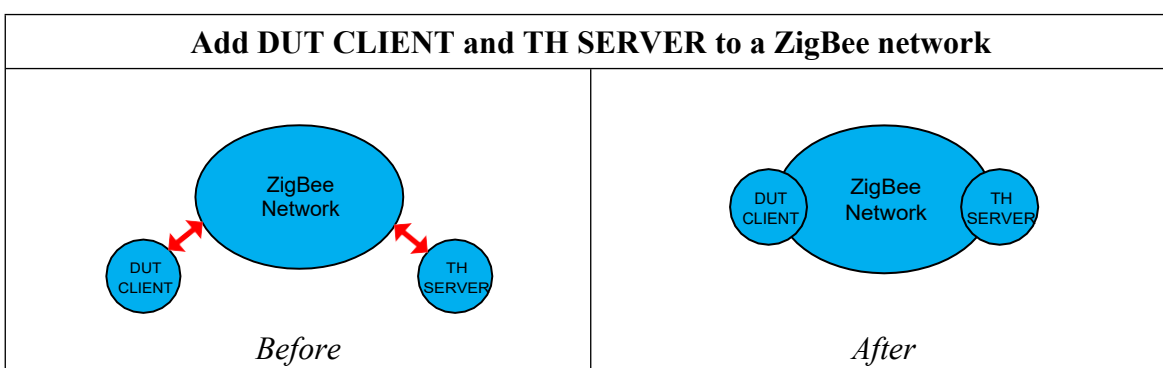 Add DUT CLIENT and TH SERVER to a ZigBee network
ZigBee
Network
DUT
CLIENT
TH
SERVER
Before
ZigBee
Network
DUT
CLIENT
TH
SERVER
After